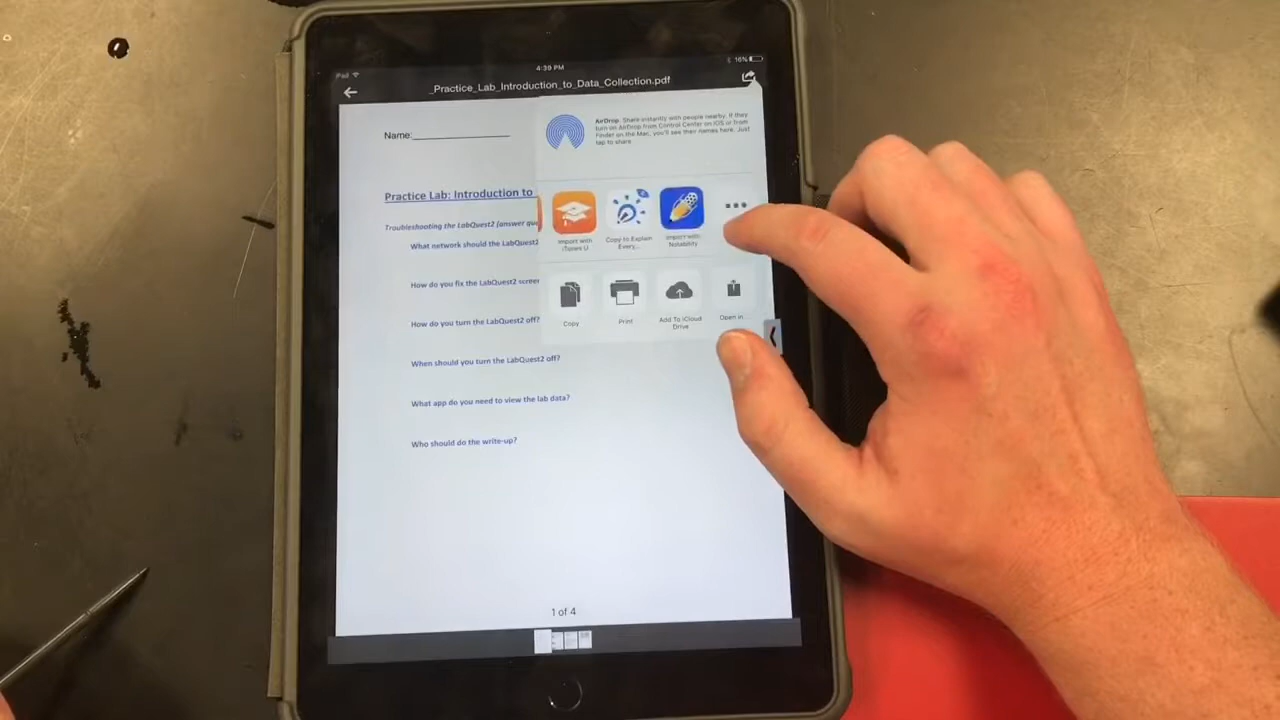 iPad
4:39 PM
16%
_Practice_Lab_Introduction_to_Data_Collection.pdf
AirDrop. Share instantly with people nearby. If they
turn on AirDrop from Control Center on iOS or from
Finder on the Mac, you'll see their names here. Just
tap to share.
Name:
Practice Lab: Introduction to
Troubleshooting the LabQuest2 (answer
What network should the LabQuest2
How do you fix the LabQuest2 screen
How do you turn the LabQuest2 off?
When should you turn the LabQuest2 off?
What app do you need to view the lab data?
Who should do the write-up?
Import with
iTunes U
Copy to Explain
Every...
Import with
Notability
Copy
Print
Add To iCloud
Drive
Open in...
1 of 4